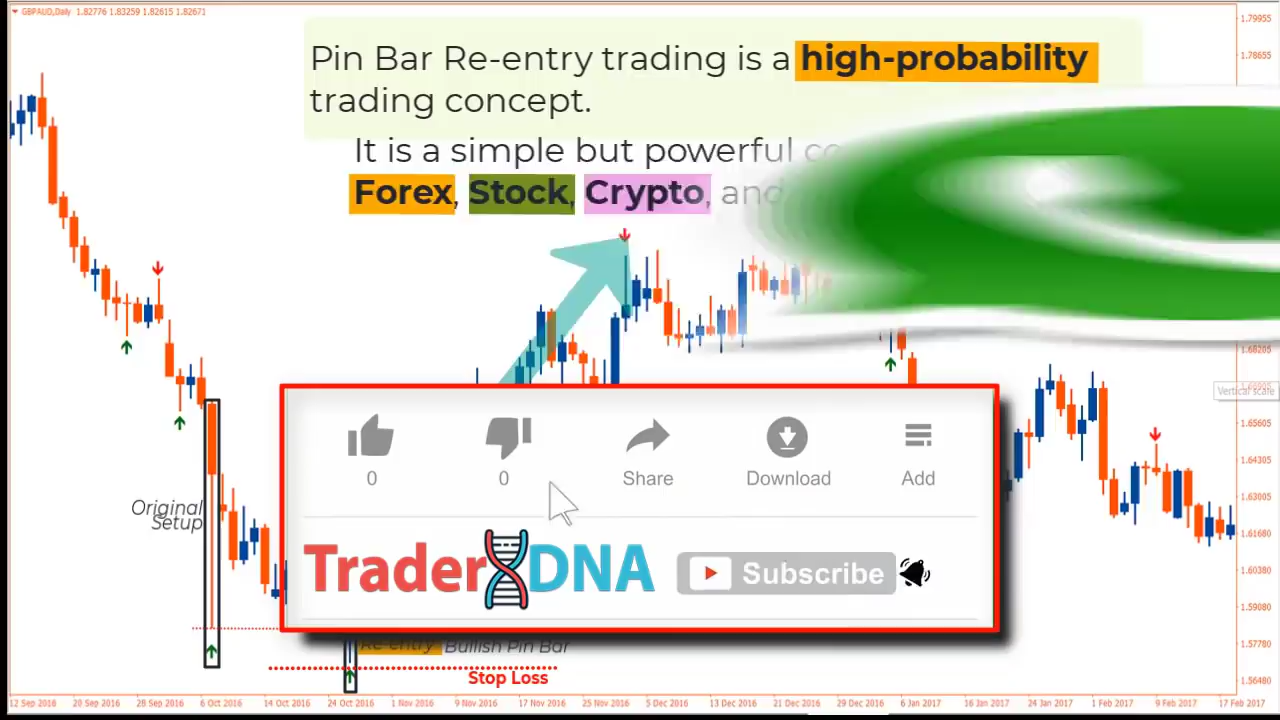 GBPAUD,Daily 1.82776 1.83259 1.82615 1.82671
Pin Bar Re-entry trading is a high-probability
trading concept.
It is a simple but powerful
Forex, Stock, Crypto, and
1.79955
1.78655
1.68205
Vertical scale
1.65605
1.64305
1.63005
1.61680
1.60380
1.59080
1.57780
1.56480
Original
Setup
0
0
Share
Download
Add
TraderDNA
Subscribe
Re-entry Bullish Pin Bar
Stop Loss
12 Sep 2016 20 Sep 2016 28 Sep 2016 6 Oct 2016 14 Oct 2016 24 Oct 2016 1 Nov 2016 9 Nov 2016 17 Nov 2016 25 Nov 2016 5 Dec 2016 13 Dec 2016 21 Dec 2016 29 Dec 2016 6 Jan 2017 16 Jan 2017 24 Jan 2017 1 Feb 2017 9 Feb 2017 17 Feb 2017